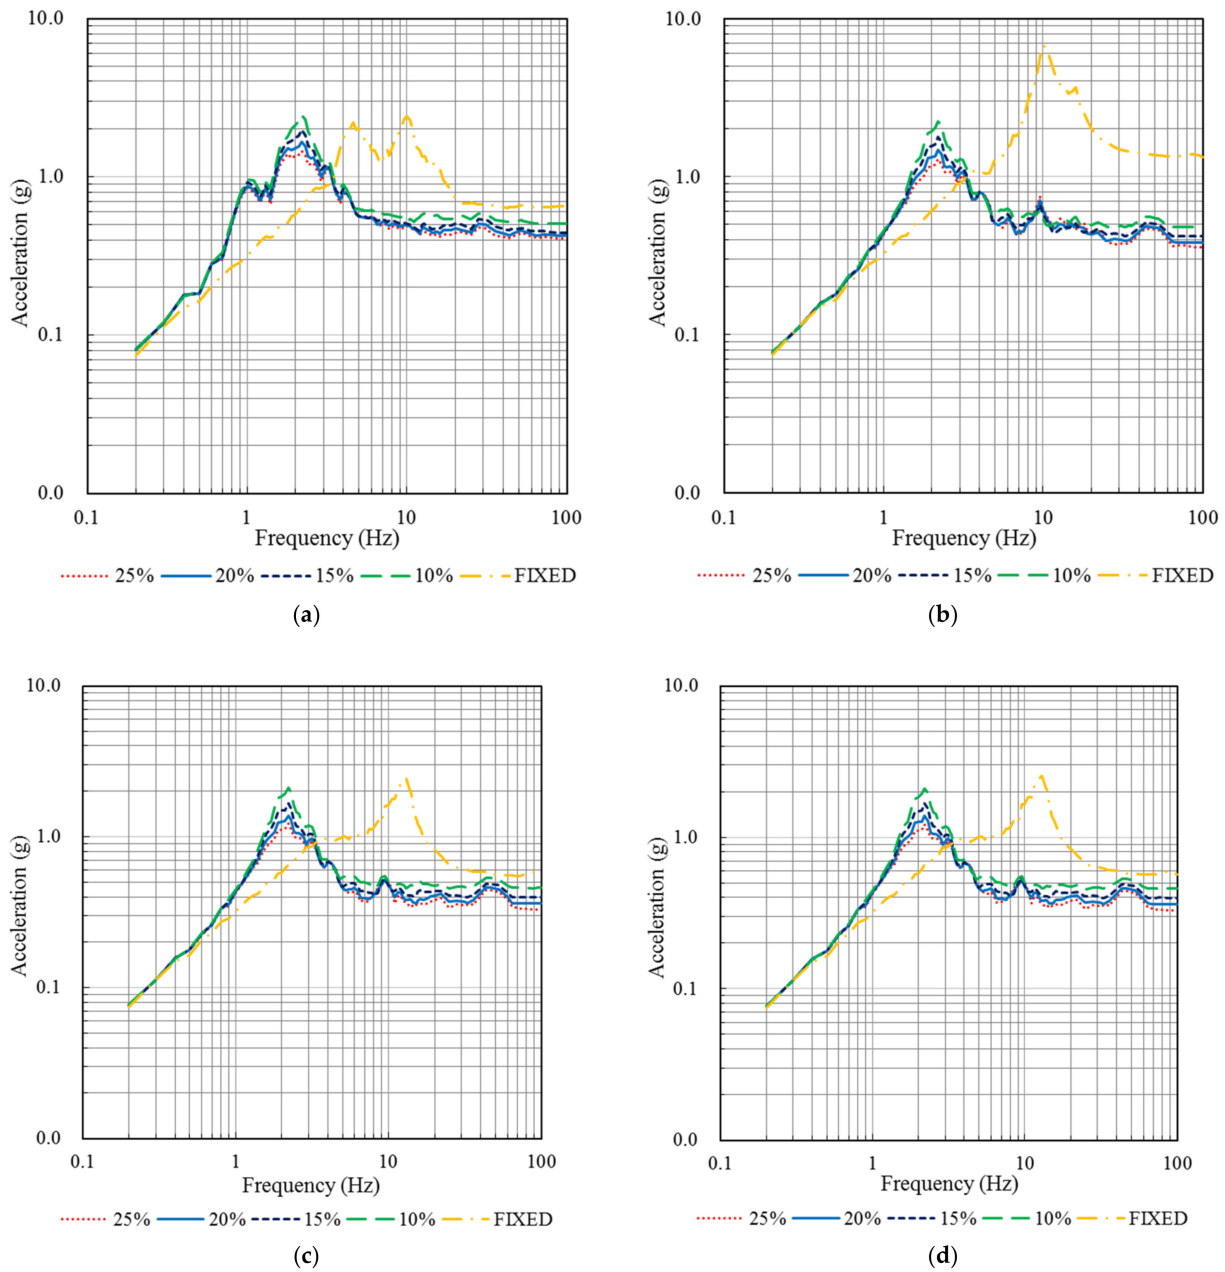 10.0
1.0
0.1
0.0
Acceleration (g)
0.1 1 10 100
Frequency (Hz)
25% 20% 15% 10% FIXED
(a)
10.0
1.0
0.1
0.0
Acceleration (g)
0.1 1 10 100
Frequency (Hz)
25% 20% 15% 10% FIXED
(b)
10.0
1.0
0.1
0.0
Acceleration (g)
0.1 1 10 100
Frequency (Hz)
25% 20% 15% 10% FIXED
(c)
10.0
1.0
0.1
0.0
Acceleration (g)
0.1 1 10 100
Frequency (Hz)
25% 20% 15% 10% FIXED
(d)